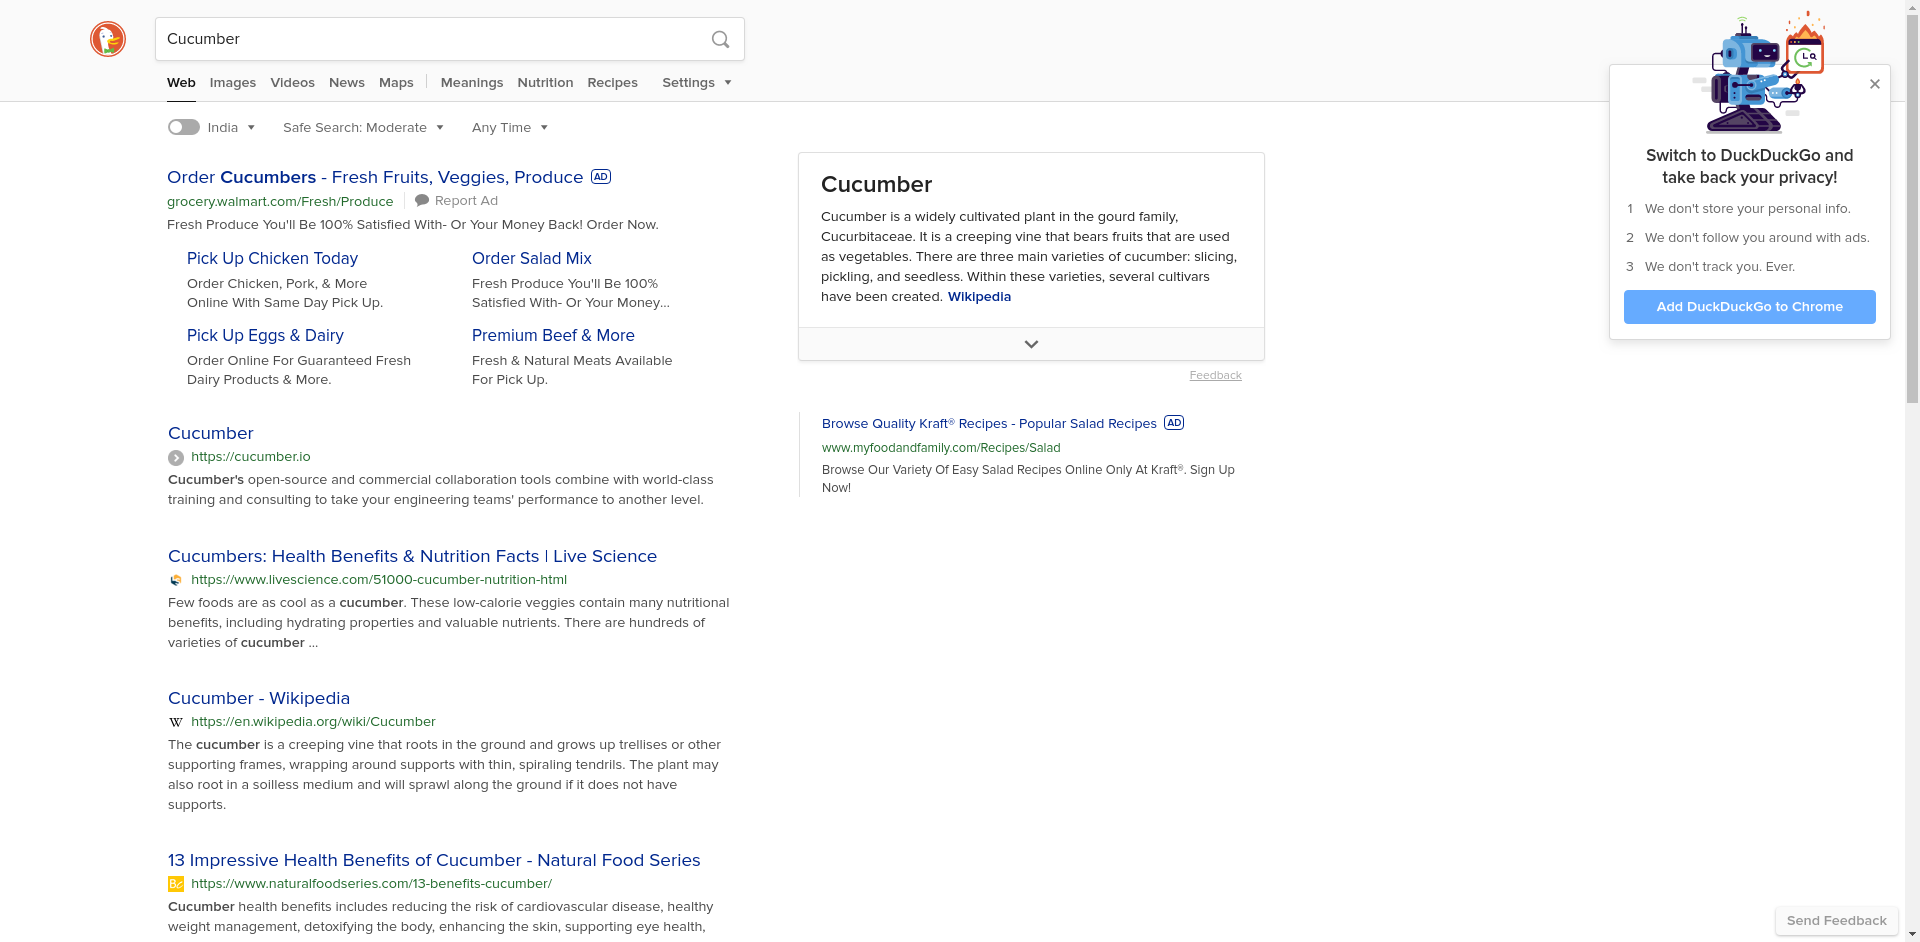 Cucumber
Web Images Videos News Maps Meanings Nutrition Recipes Settings
India Safe Search: Moderate Any Time
Order Cucumbers - Fresh Fruits, Veggies, Produce AD
grocery.walmart.com/Fresh/Produce Report Ad
Fresh Produce You'll Be 100% Satisfied With- Or Your Money Back! Order Now.
Pick Up Chicken Today
Order Chicken, Pork, & More
Online With Same Day Pick Up.
Order Salad Mix
Fresh Produce You'll Be 100%
Satisfied With- Or Your Money...
Pick Up Eggs & Dairy
Order Online For Guaranteed Fresh
Dairy Products & More.
Premium Beef & More
Fresh & Natural Meats Available
For Pick Up.
Cucumber
https://cucumber.io
Cucumber's open-source and commercial collaboration tools combine with world-class
training and consulting to take your engineering teams' performance to another level.
Cucumbers: Health Benefits & Nutrition Facts | Live Science
https://www.livescience.com/51000-cucumber-nutrition-html
Few foods are as cool as a cucumber. These low-calorie veggies contain many nutritional
benefits, including hydrating properties and valuable nutrients. There are hundreds of
varieties of cucumber ...
Cucumber - Wikipedia
W https://en.wikipedia.org/wiki/Cucumber
The cucumber is a creeping vine that roots in the ground and grows up trellises or other
supporting frames, wrapping around supports with thin, spiraling tendrils. The plant may
also root in a soilless medium and will sprawl along the ground if it does not have
supports.
13 Impressive Health Benefits of Cucumber - Natural Food Series
https://www.naturalfoodseries.com/13-benefits-cucumber/
Cucumber health benefits includes reducing the risk of cardiovascular disease, healthy
weight management, detoxifying the body, enhancing the skin, supporting eye health,
Cucumber
Cucumber is a widely cultivated plant in the gourd family,
Cucurbitaceae. It is a creeping vine that bears fruits that are used
as vegetables. There are three main varieties of cucumber: slicing,
pickling, and seedless. Within these varieties, several cultivars
have been created. Wikipedia
Feedback
Browse Quality Kraft® Recipes - Popular Salad Recipes AD
www.myfoodandfamily.com/Recipes/Salad
Browse Our Variety Of Easy Salad Recipes Online Only At Kraft®. Sign Up
Now!
Switch to DuckDuckGo and
take back your privacy!
1 We don't store your personal info.
2 We don't follow you around with ads.
3 We don't track you. Ever.
Add DuckDuckGo to Chrome
Send Feedback